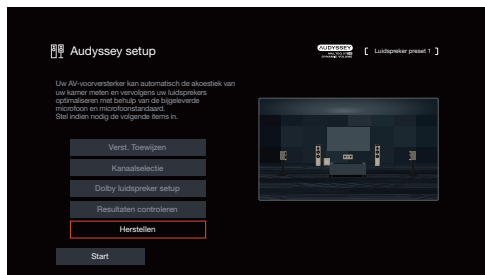 Audyssey setup
AUDYSSEY
DYNAMIC VOLUME
[ Luidspreker preset 1 ]
Uw AV-voorversterker kan automatisch de akoestiek van
uw kamer meten en vervolgens uw luidsprekers
optimaliseren met behulp van de bijgeleverde
microfoon en microfoonstandaard.
Stel indien nodig de volgende items in.
Verst. Toewijzen
Kanaalselectie
Dolby luidspreker setup
Resultaten controleren
Herstellen
Start